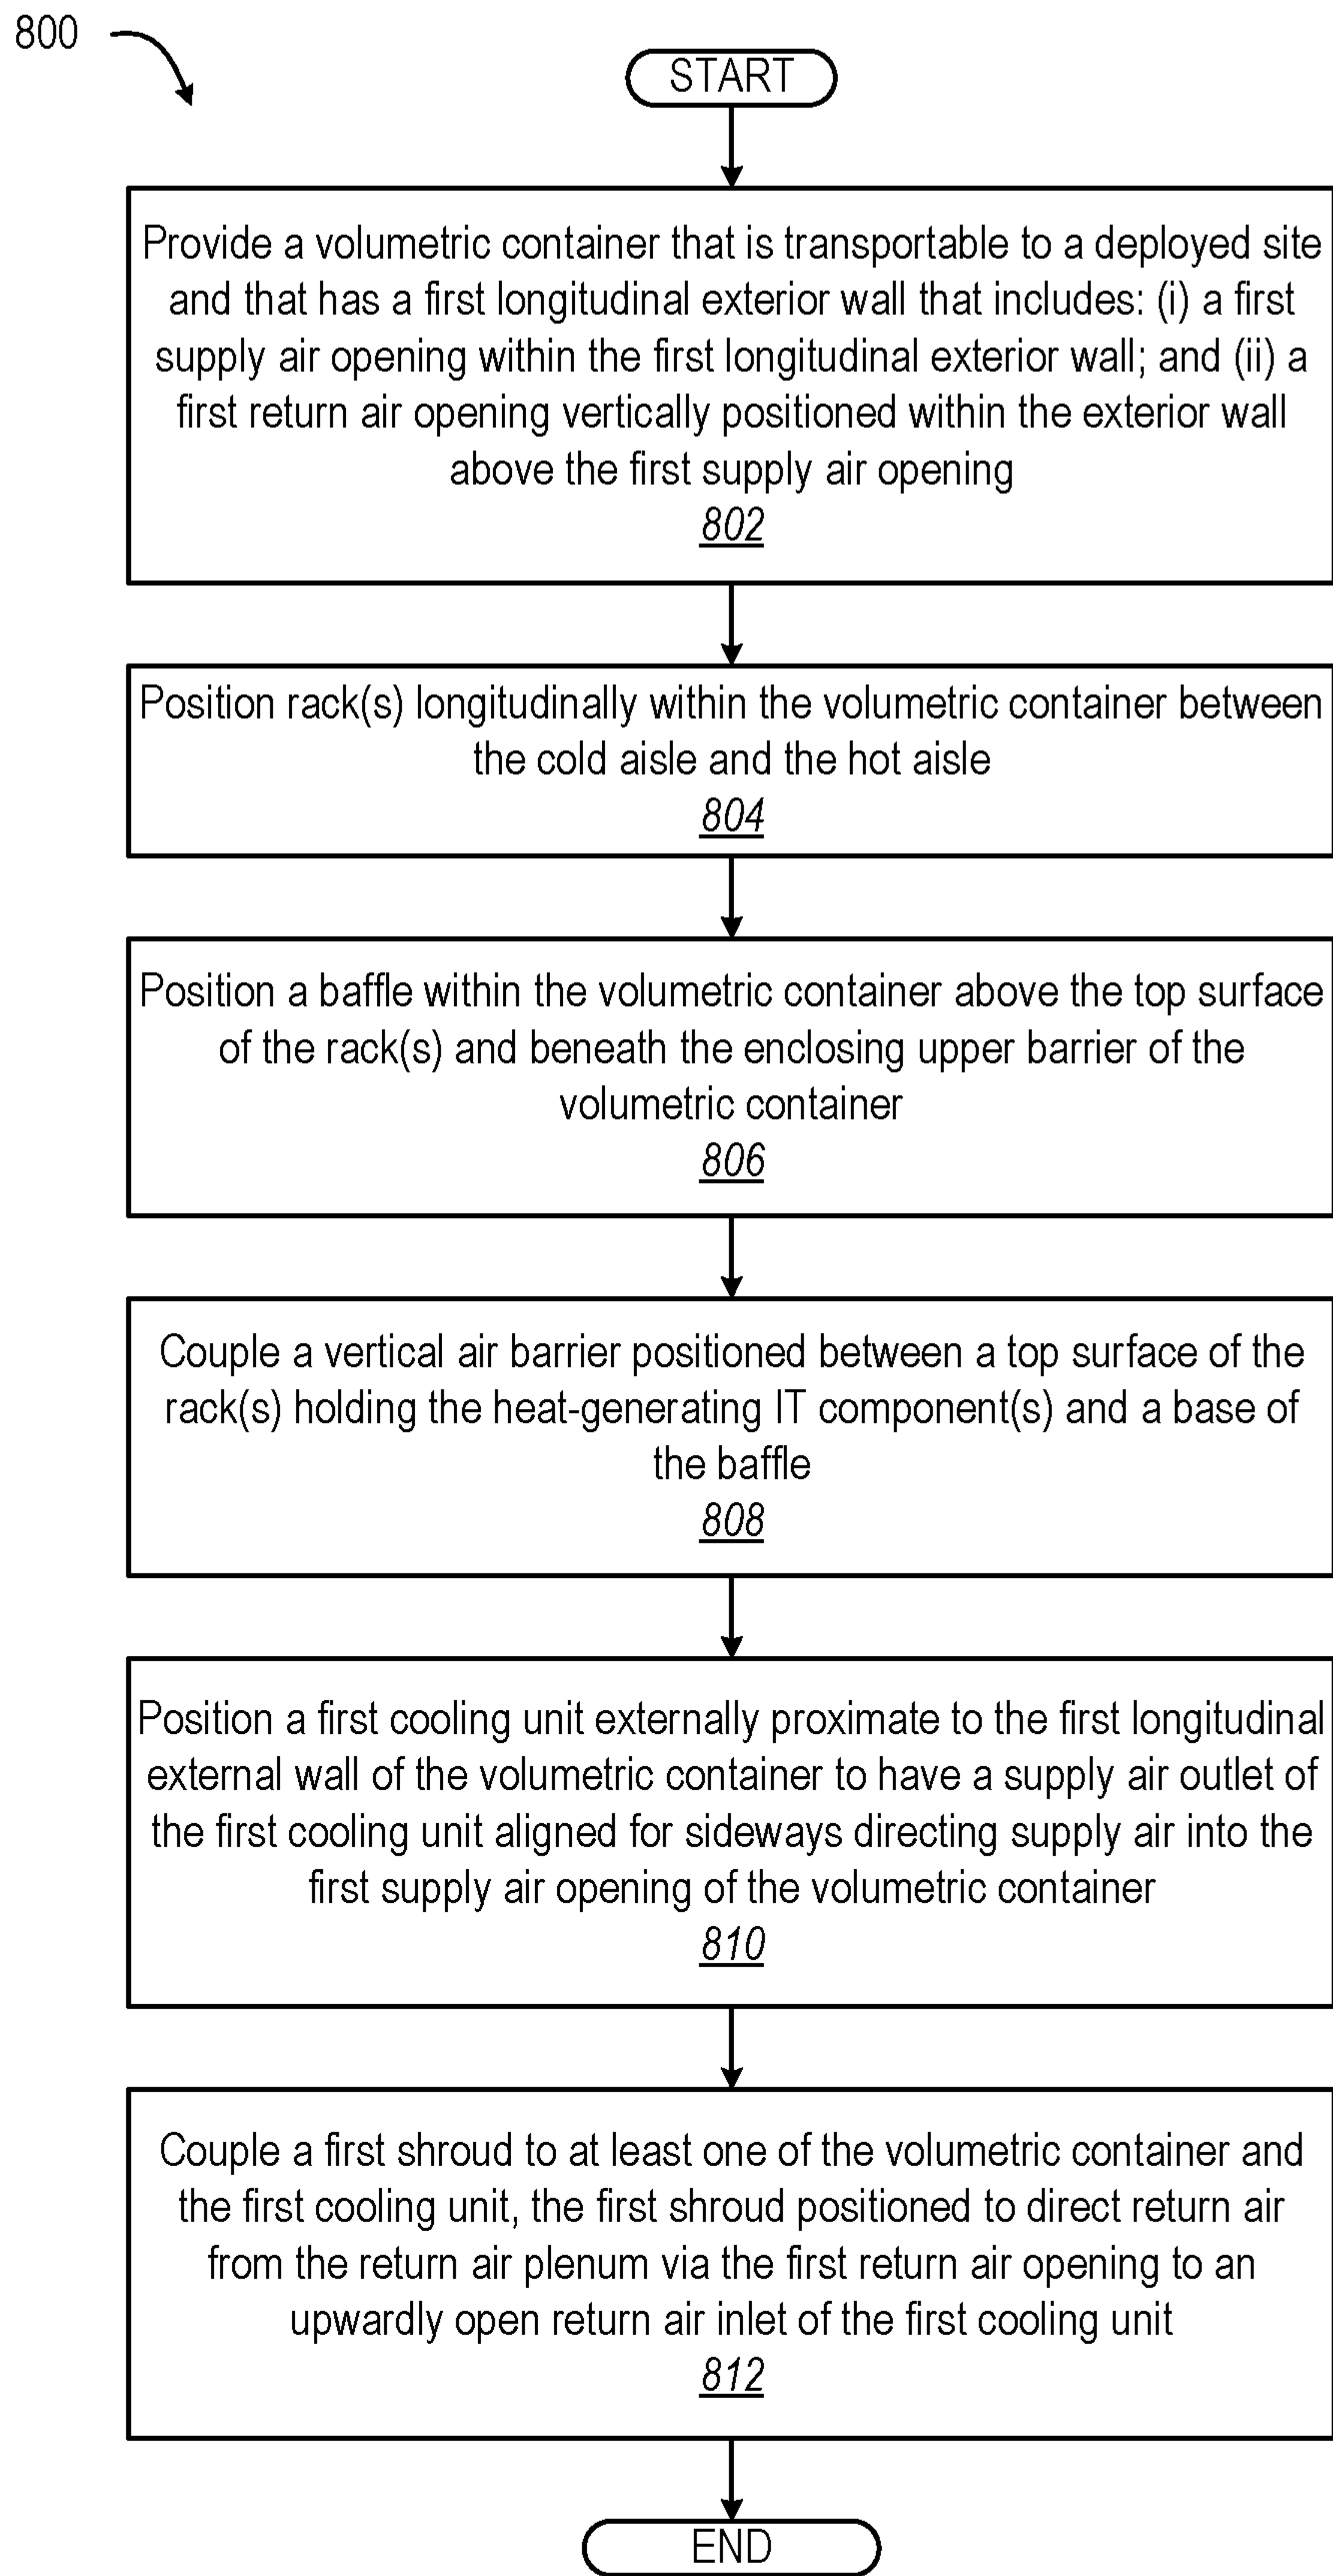 800
START
Provide a volumetric container that is transportable to a deployed site
and that has a first longitudinal exterior wall that includes: (i) a first
supply air opening within the first longitudinal exterior wall; and (ii) a
first return air opening vertically positioned within the exterior wall
above the first supply air opening
802
Position rack(s) longitudinally within the volumetric container between
the cold aisle and the hot aisle
804
Position a baffle within the volumetric container above the top surface
of the rack(s) and beneath the enclosing upper barrier of the
volumetric container
806
Couple a vertical air barrier positioned between a top surface of the
rack(s) holding the heat-generating IT component(s) and a base of
the baffle
808
Position a first cooling unit externally proximate to the first longitudinal
external wall of the volumetric container to have a supply air outlet of
the first cooling unit aligned for sideways directing supply air into the
first supply air opening of the volumetric container
810
Couple a first shroud to at least one of the volumetric container and
the first cooling unit, the first shroud positioned to direct return air
from the return air plenum via the first return air opening to an
upwardly open return air inlet of the first cooling unit
812
END